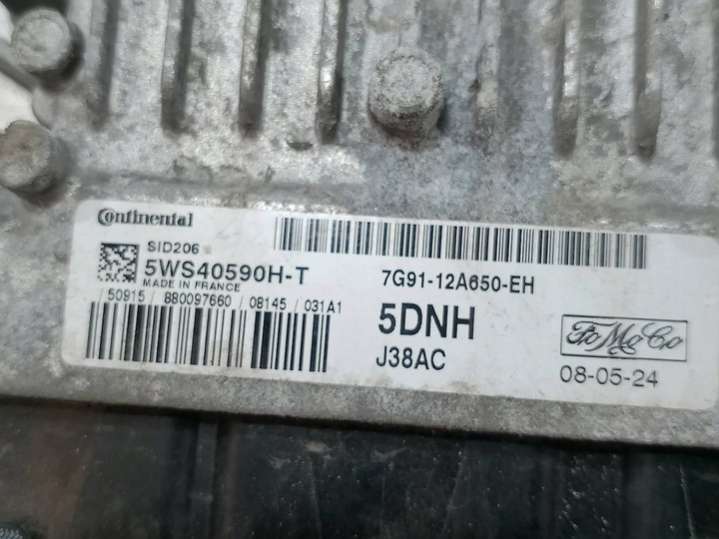 Continental
SID206
5WS40590H-T
MADE IN FRANCE
/ 50915 / 880097660 / 08145 / 031A1
7G91-12A650-EH
5DNH
J38AC
FoMoCo
08-05-24